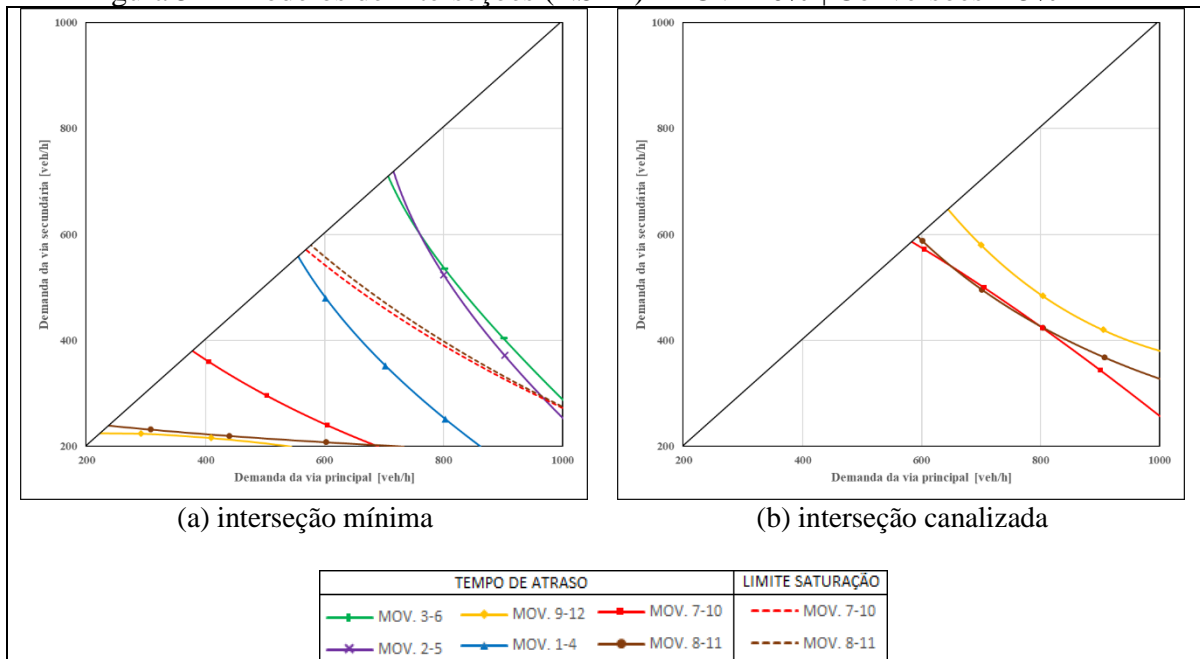 1000
800
600
400
200
Demanda da via secundária [veh/h]
200 400 600 800 1000
Demanda da via principal [veh/h]
(a) interseção mínima
1000
800
600
400
200
Demanda da via secundária [veh/h]
200 400 600 800 1000
Demanda da via principal [veh/h]
(b) interseção canalizada
TEMPO DE ATRASO LIMITE SATURAÇÃO
MOV. 3-6 MOV. 9-12 MOV. 7-10 MOV. 7-10
MOV. 2-5 MOV. 1-4 MOV. 8-11 MOV. 8-11